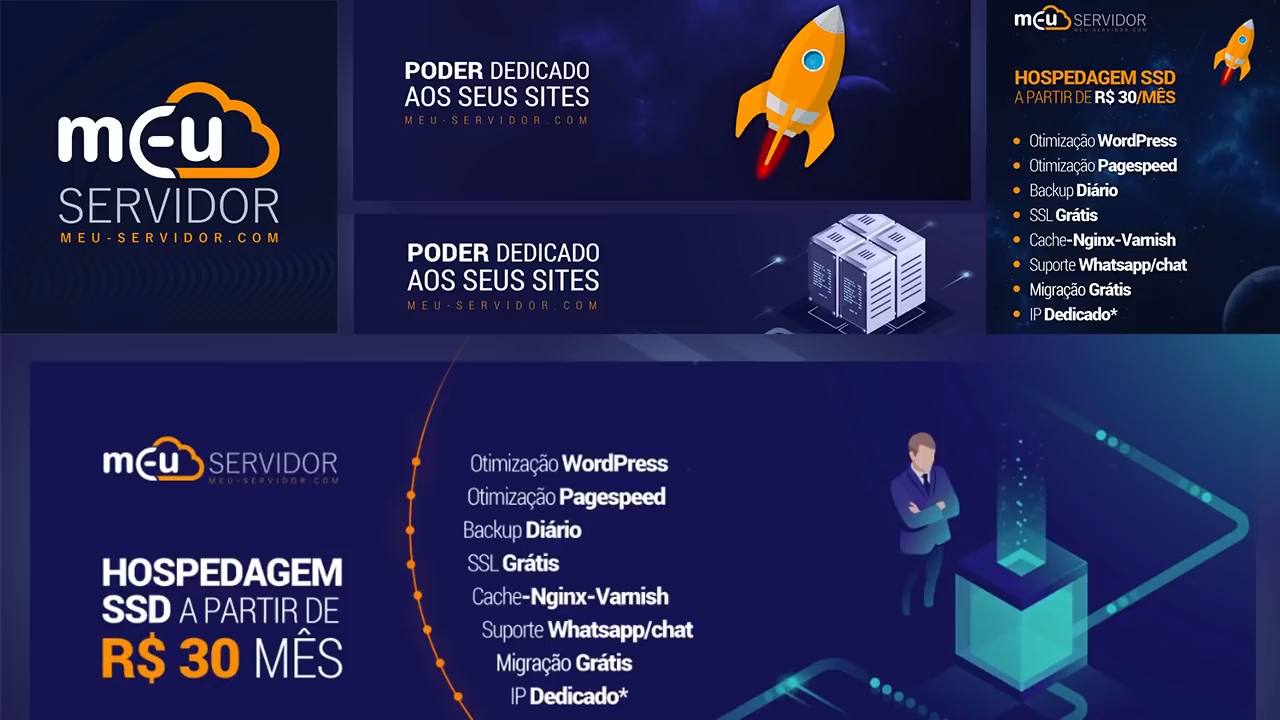 meu
SERVIDOR
MEU-SERVIDOR.COM
PODER DEDICADO
AOS SEUS SITES
MEU-SERVIDOR.COM
PODER DEDICADO
AOS SEUS SITES
MEU-SERVIDOR.COM
meu SERVIDOR
MEU-SERVIDOR.COM
HOSPEDAGEM SSD
A PARTIR DE R$ 30/MÊS
Otimização WordPress
Otimização Pagespeed
Backup Diário
SSL Grátis
Cache-Nginx-Varnish
Suporte Whatsapp/chat
Migração Grátis
IP Dedicado*
meu SERVIDOR
MEU-SERVIDOR.COM
HOSPEDAGEM
SSD A PARTIR DE
R$ 30 MÊS
Otimização WordPress
Otimização Pagespeed
Backup Diário
SSL Grátis
Cache-Nginx-Varnish
Suporte Whatsapp/chat
Migração Grátis
IP Dedicado*